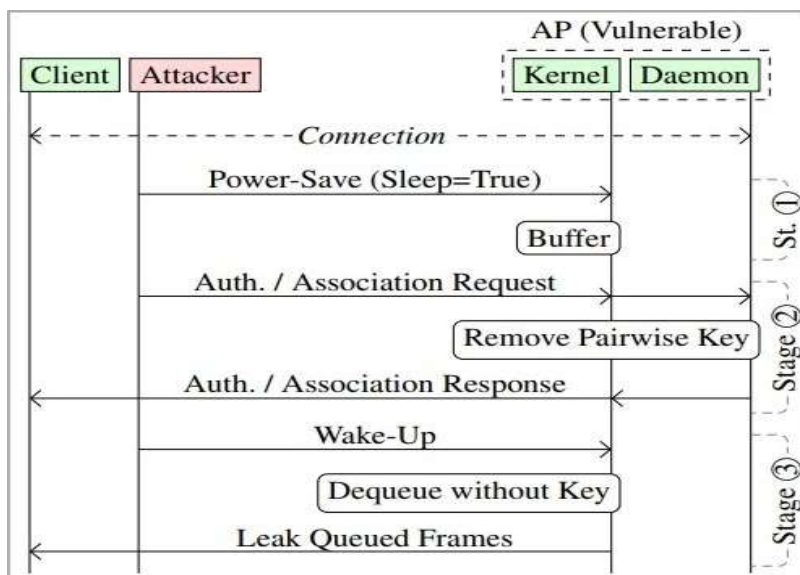 AP (Vulnerable)
Client Attacker Kernel Daemon
Connection
Power-Save (Sleep=True)
Buffer
St. ①
Auth. / Association Request
Remove Pairwise Key
Stage ②
Auth. / Association Response
Wake-Up
Dequeue without Key
Stage ③
Leak Queued Frames